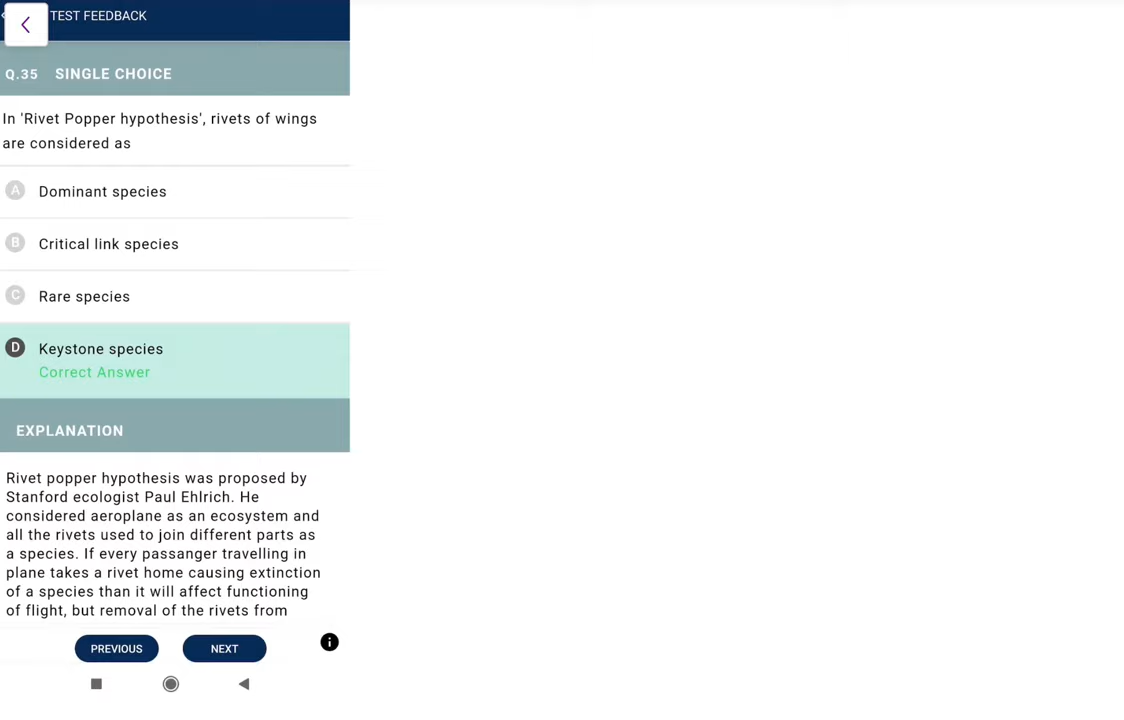 TEST FEEDBACK
Q.35 SINGLE CHOICE
In 'Rivet Popper hypothesis', rivets of wings
are considered as
A Dominant species
B Critical link species
C Rare species
D Keystone species
Correct Answer
EXPLANATION
Rivet popper hypothesis was proposed by
Stanford ecologist Paul Ehlrich. He
considered aeroplane as an ecosystem and
all the rivets used to join different parts as
a species. If every passanger travelling in
plane takes a rivet home causing extinction
of a species than it will affect functioning
of flight, but removal of the rivets from
PREVIOUS NEXT